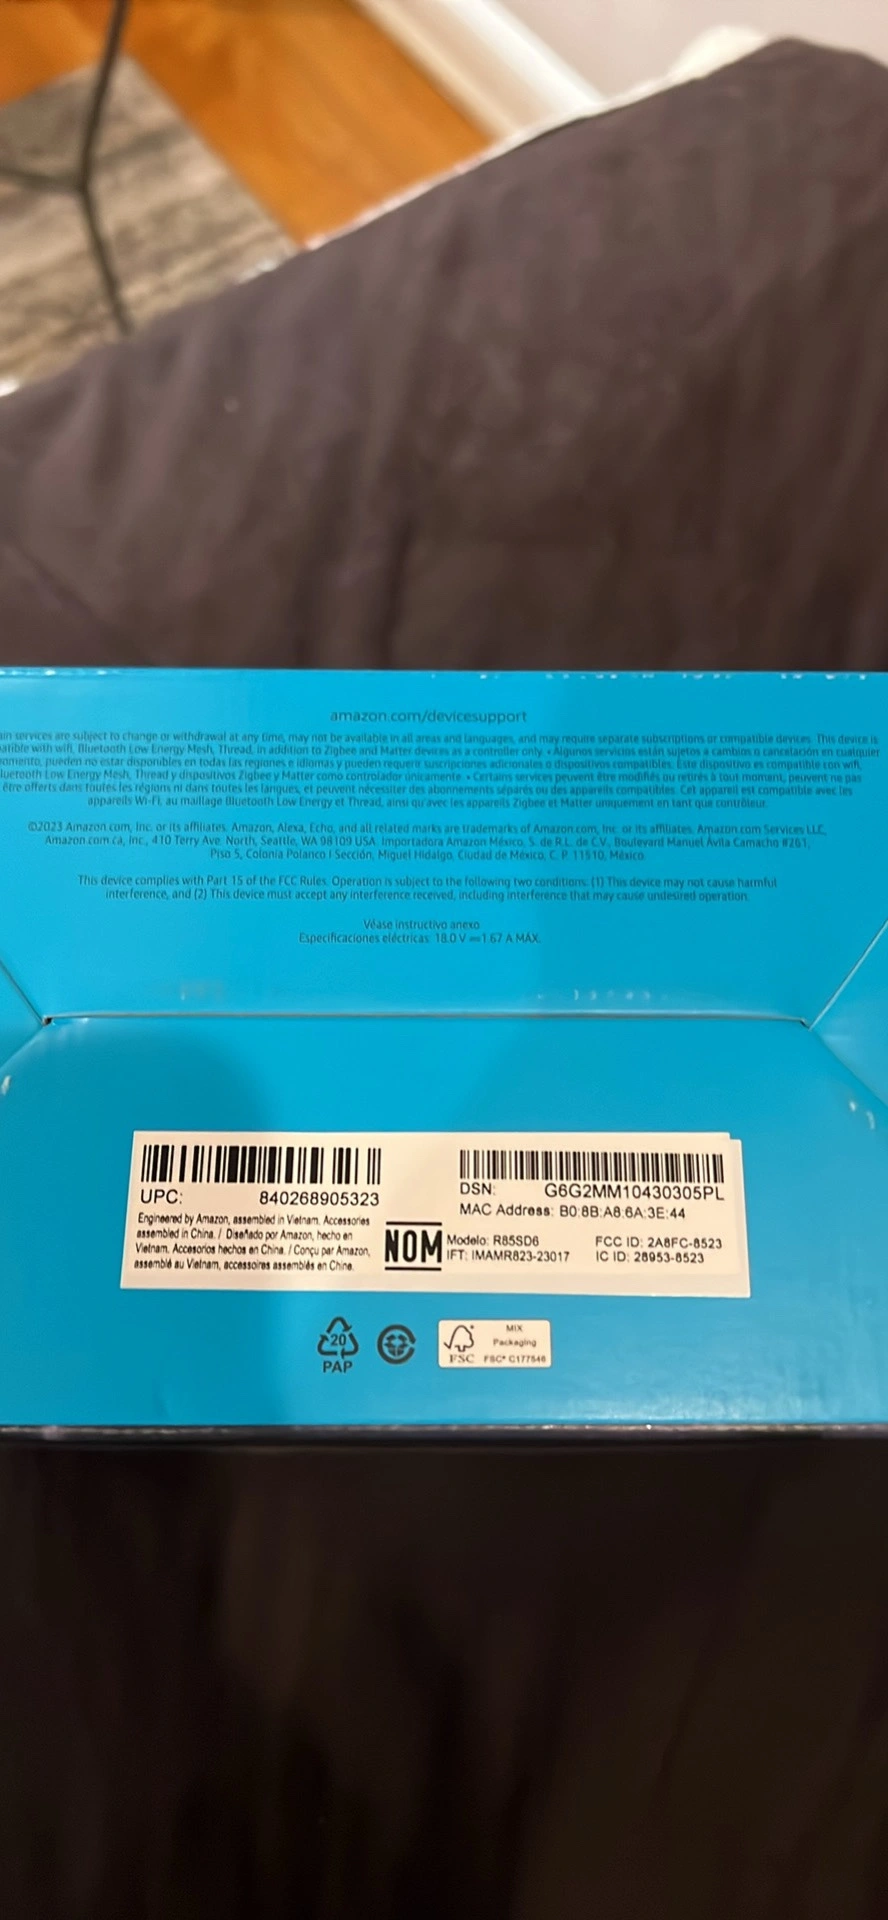 amazon.com/devicesupport
ain services are subject to change or withdrawal at any time, may not be available in all areas and languages, and may require separate subscriptions or compatible devices. This device is
patible with wifi, Bluetooth Low Energy Mesh, Thread, in addition to Zigbee and Matter devices as a controller only. • Algunos servicios están sujetos a cambios o cancelación en cualquier
momento, pueden no estar disponibles en todas las regiones e idiomas y pueden requerir suscripciones adicionales o dispositivos compatibles. Este dispositivo es compatible con wifi,
luetooth Low Energy Mesh, Thread y dispositivos Zigbee y Matter como controlador únicamente. • Certains services peuvent être modifiés ou retirés à tout moment, peuvent ne pas
être offerts dans toutes les régions ni dans toutes les langues, et peuvent nécessiter des abonnements séparés ou des appareils compatibles. Cet appareil est compatible avec les
appareils Wi-Fi, au maillage Bluetooth Low Energy et Thread, ainsi qu'avec les appareils Zigbee et Matter uniquement en tant que contrôleur.
©2023 Amazon.com, Inc. or its affiliates. Amazon, Alexa, Echo, and all related marks are trademarks of Amazon.com, Inc. or its affiliates. Amazon.com Services LLC,
Amazon.com.ca, Inc., 410 Terry Ave. North, Seattle, WA 98109 USA. Importadora Amazon México, S. de R.L. de C.V., Boulevard Manuel Ávila Camacho #261,
Piso 5, Colonia Polanco I Sección, Miguel Hidalgo, Ciudad de México, C. P. 11510, México
This device complies with Part 15 of the FCC Rules. Operation is subject to the following two conditions: (1) This device may not cause harmful
interference, and (2) This device must accept any interference received, including interference that may cause undesired operation.
Véase instructivo anexo
Especificaciones eléctricas: 18.0 V ⎓ 1.67 A MÁX.
UPC: 840268905323
Engineered by Amazon, assembled in Vietnam. Accessories
assembled in China. / Diseñado por Amazon, hecho en
Vietnam. Accesorios hechos en China. / Conçu par Amazon,
assemblé au Vietnam, accessoires assemblés en Chine.
DSN: G6G2MM10430305PL
MAC Address: B0:8B:A8:6A:3E:44
NOM
Modelo: R85SD6
IFT: IMAMR823-23017
FCC ID: 2A8FC-8523
IC ID: 28953-8523
20
PAP
FSC
MIX
Packaging
FSC® C177546